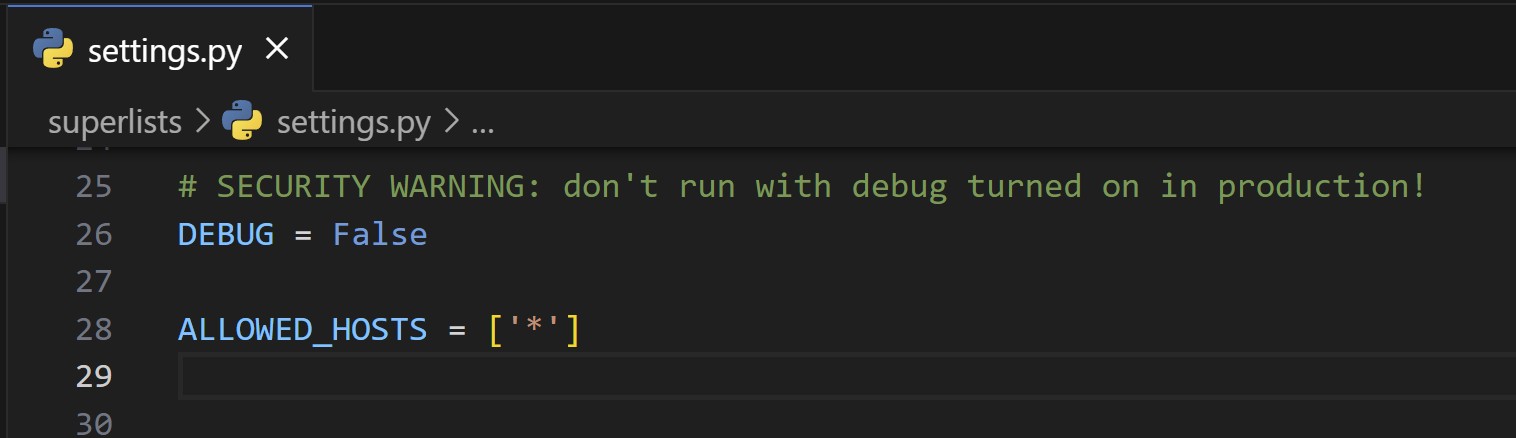 settings.py
superlists > settings.py > ...
25 # SECURITY WARNING: don't run with debug turned on in production!
26 DEBUG = False
27
28 ALLOWED_HOSTS = ['*']
29
30